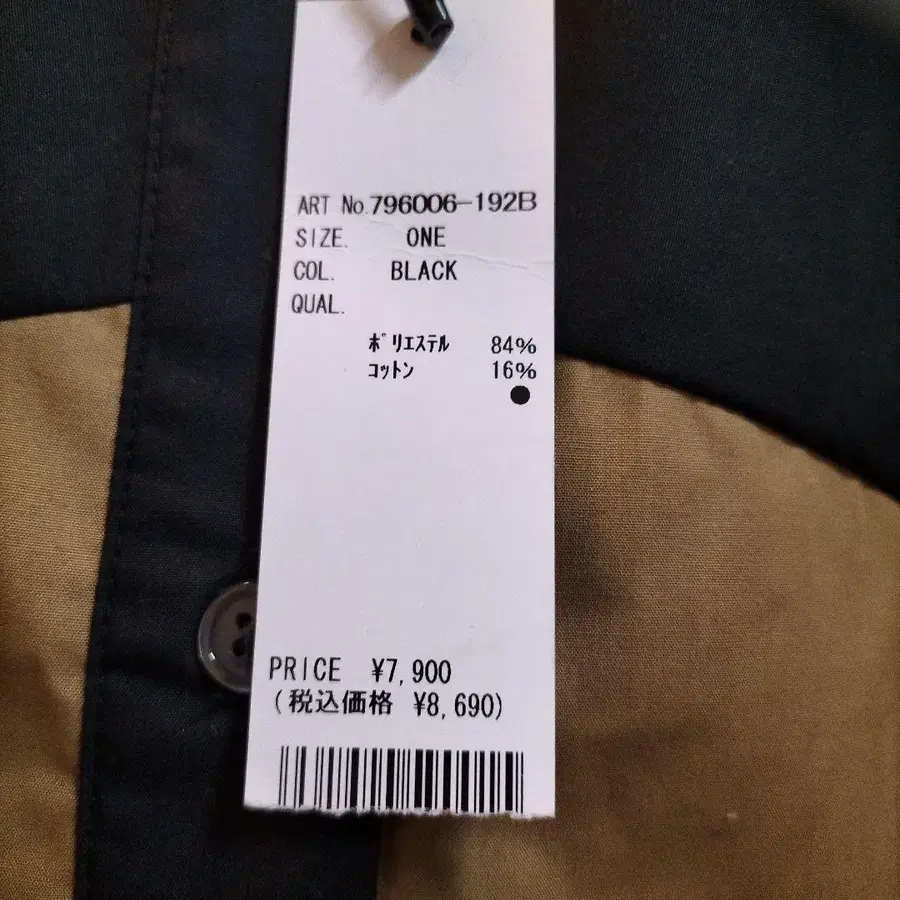 ART No.796006-192B
SIZE. ONE
COL. BLACK
QUAL.
ﾎﾟﾘｴｽﾃﾙ 84%
ｺｯﾄﾝ 16%
PRICE ¥7,900
(税込価格 ¥8,690)